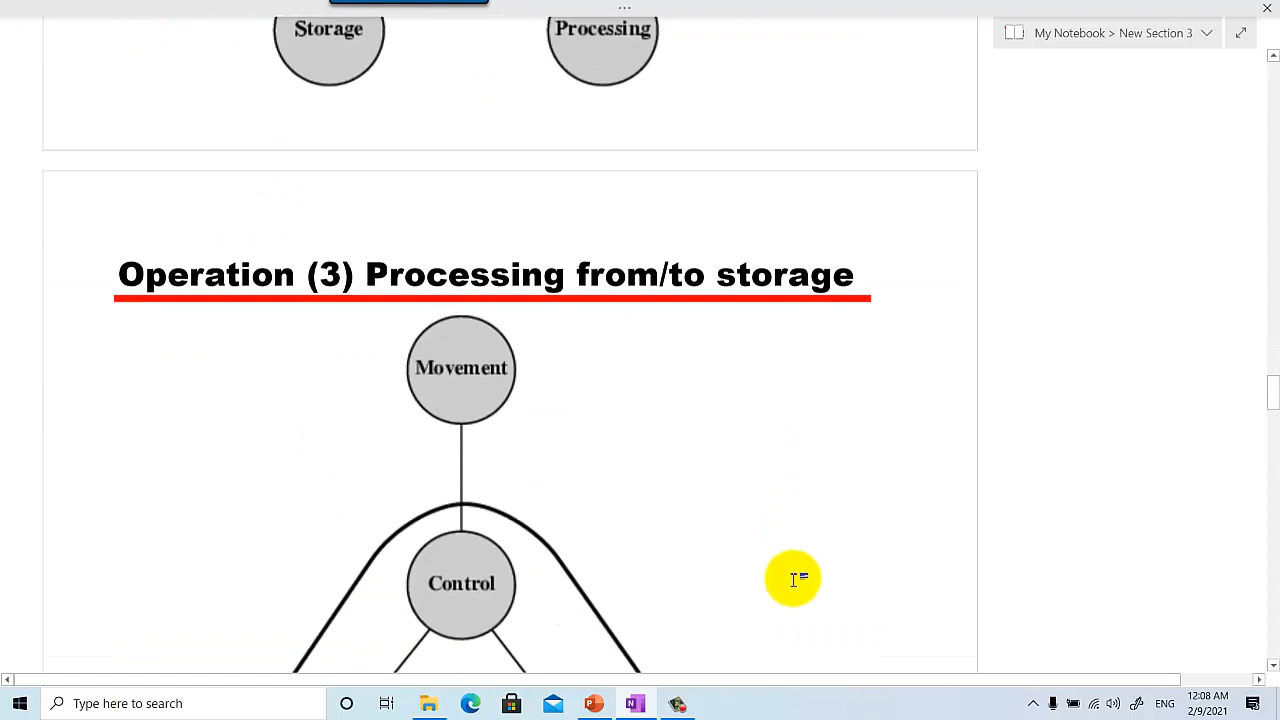 ...
My Notebook > New Section 3
Storage
Processing
Operation (3) Processing from/to storage
Movement
Control
Type here to search
ENG
12:08 AM
2/9/2021